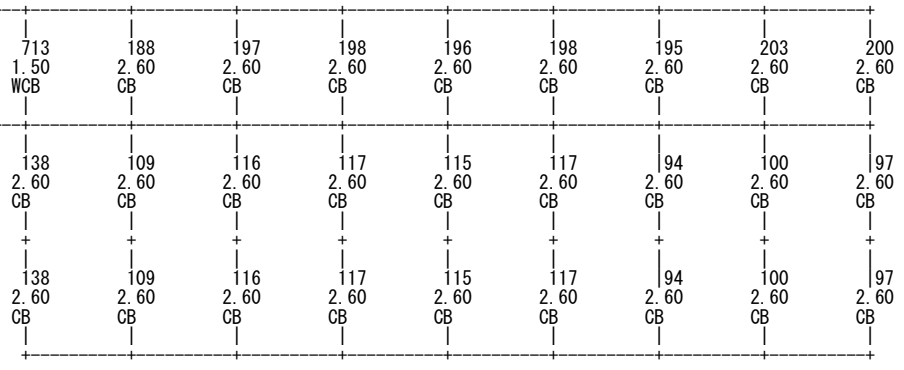 713 188 197 198 196 198 195 203 200
1.50 2.60 2.60 2.60 2.60 2.60 2.60 2.60 2.60
WCB CB CB CB CB CB CB CB CB
138 109 116 117 115 117 94 100 97
2.60 2.60 2.60 2.60 2.60 2.60 2.60 2.60 2.60
CB CB CB CB CB CB CB CB CB
138 109 116 117 115 117 94 100 97
2.60 2.60 2.60 2.60 2.60 2.60 2.60 2.60 2.60
CB CB CB CB CB CB CB CB CB